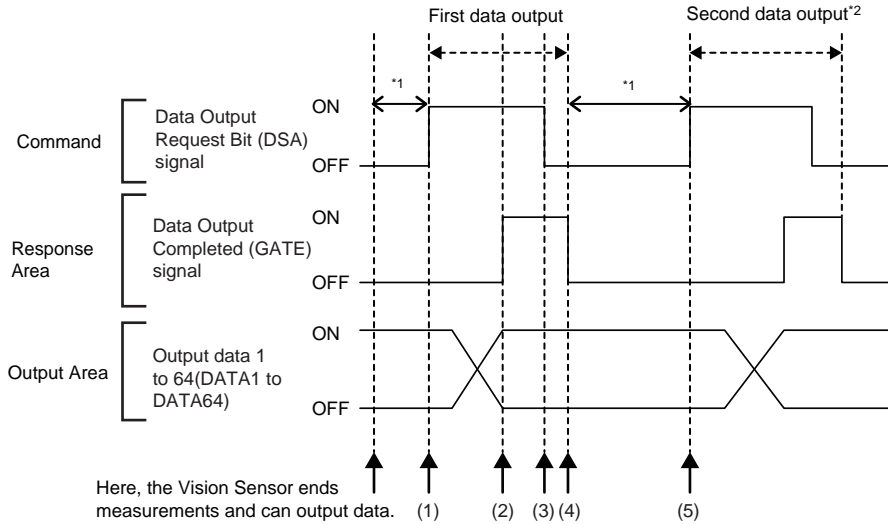 First data output
Second data output*2
*1
*1
Command
Data Output
Request Bit (DSA)
signal
ON
OFF
Response
Area
Data Output
Completed (GATE)
signal
ON
OFF
Output Area
Output data 1
to 64(DATA1 to
DATA64)
ON
OFF
Here, the Vision Sensor ends
measurements and can output data.
(1)
(2)
(3)
(4)
(5)